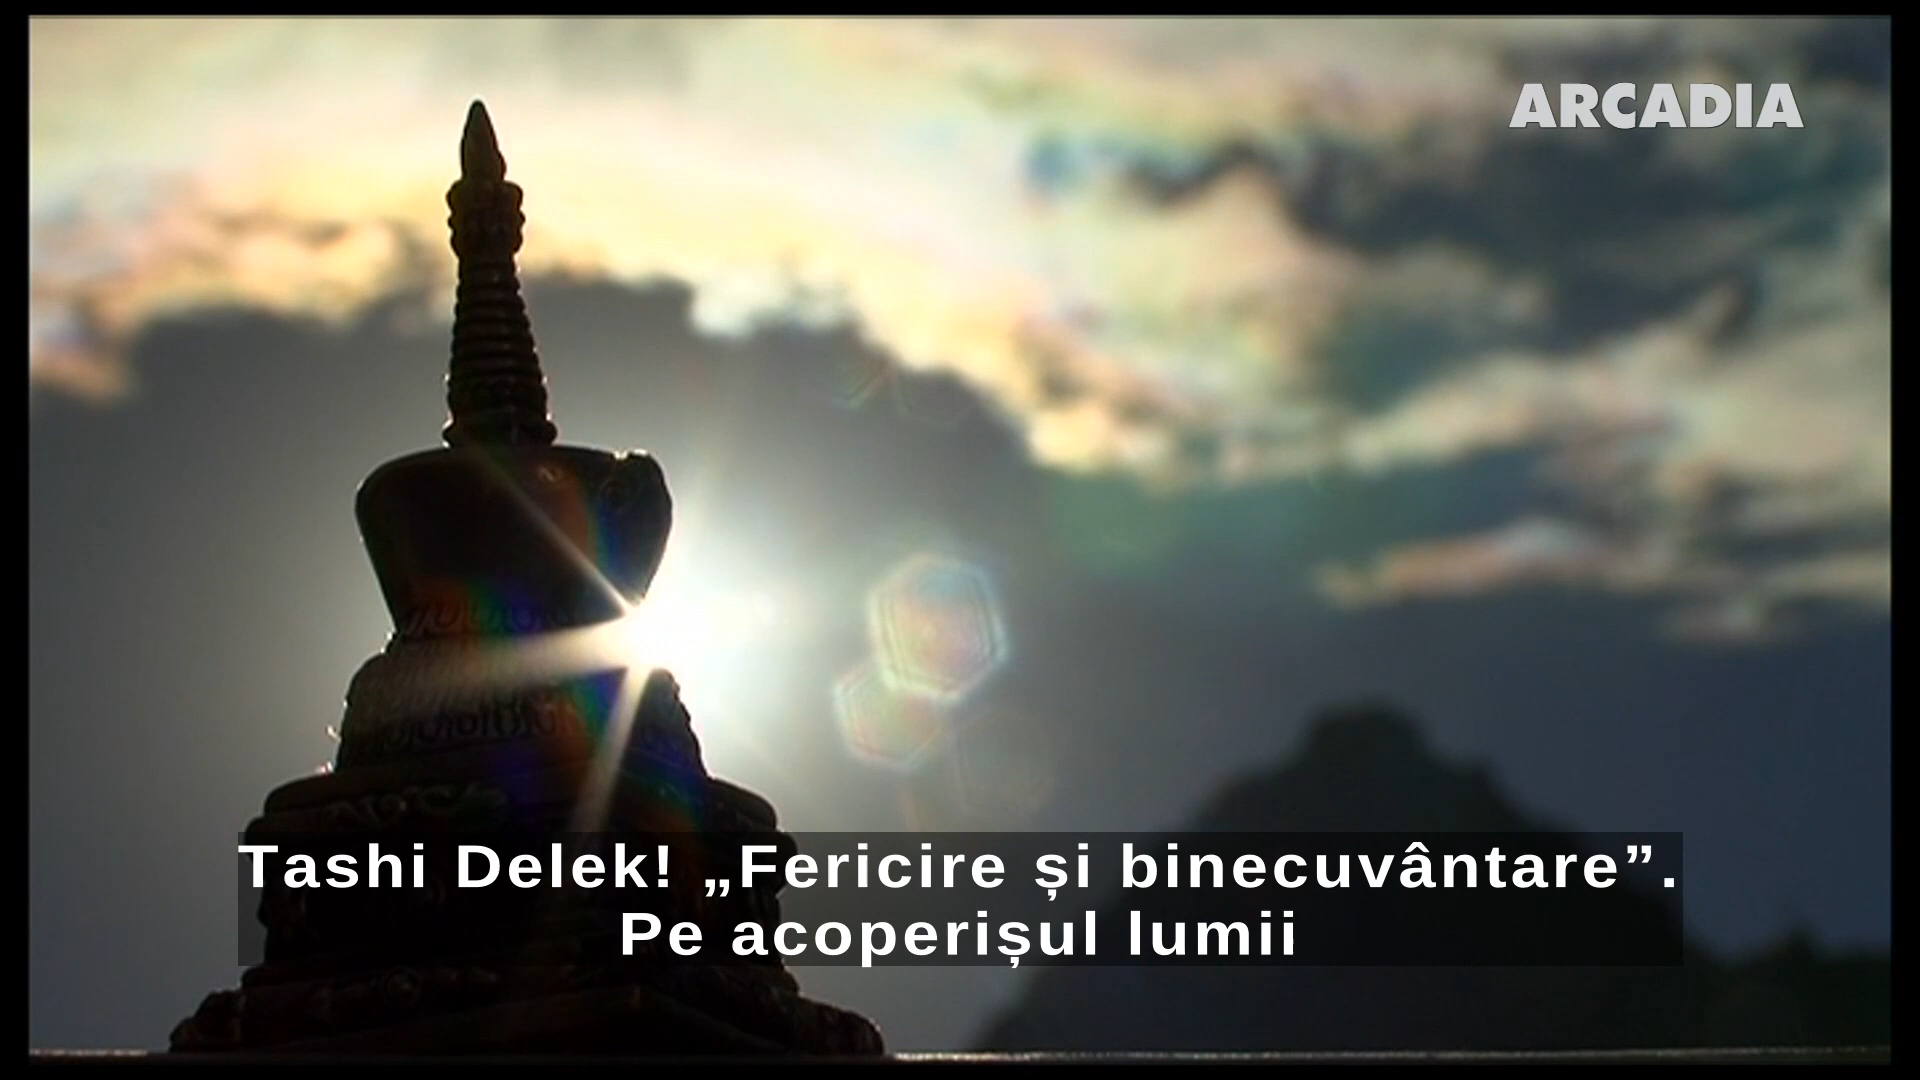 ARCADIA
Tashi Delek! „Fericire și binecuvântare”.
Pe acoperișul lumii